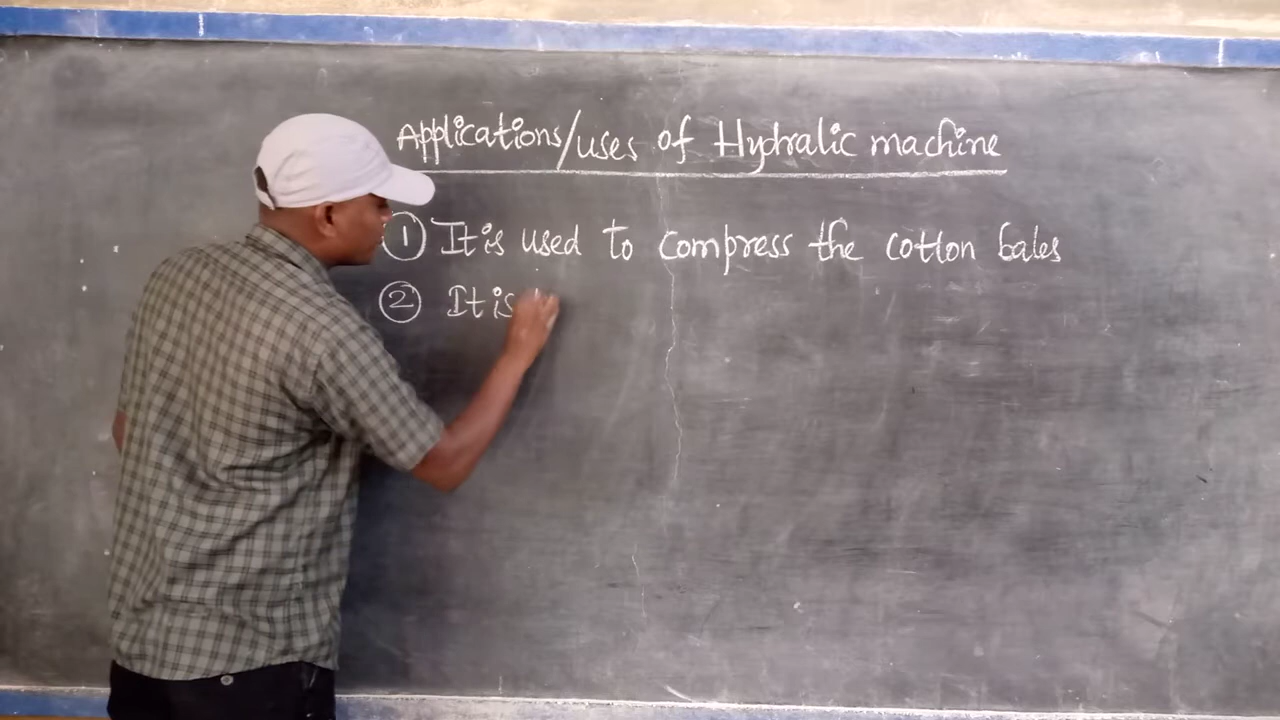 Applications/uses of Hydralic machine
① It is used to compress the cotton bales
② It is